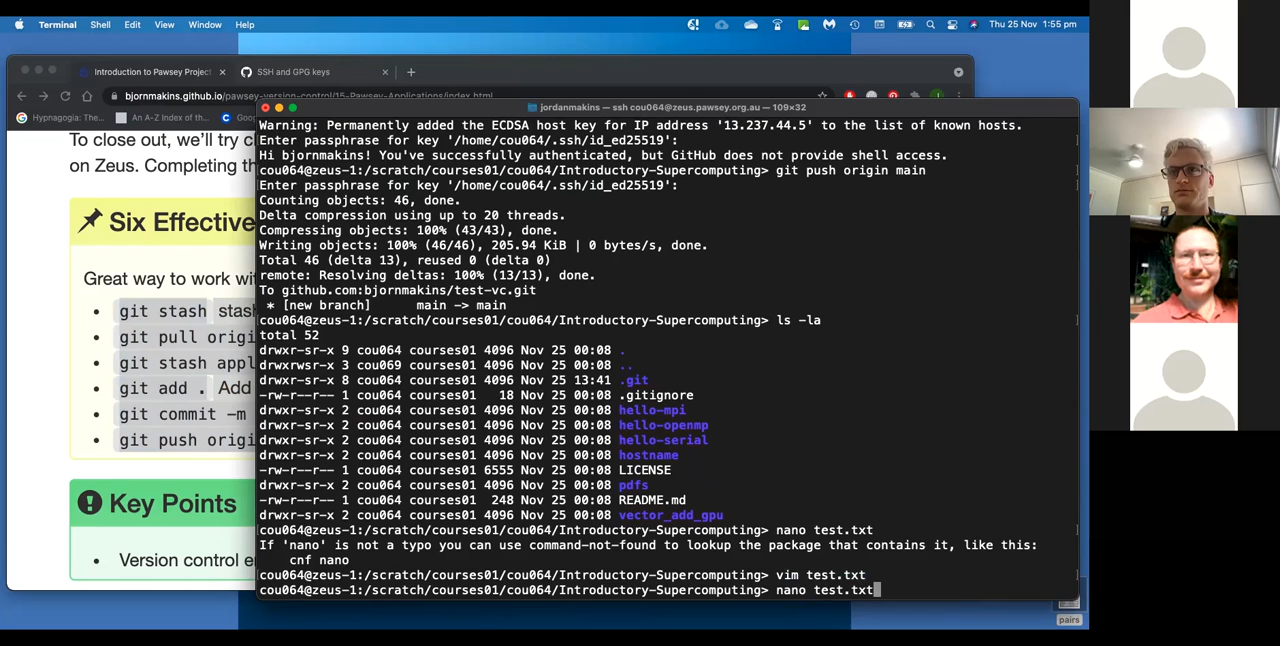 Terminal Shell Edit View Window Help Thu 25 Nov 1:55 pm
Introduction to Pawsey Project SSH and GPG keys
bjornmakins.github.io/pawsey-version-control/15-Pawsey-Applications/index.html
Hypnagogia: The... An A-Z Index of th...
To close out, we'll try c
on Zeus. Completing th
Six Effective
Great way to work wi
git stash stash
git pull origi
git stash appl
git add . Add
git commit -m
git push origi
Key Points
Version control e
jordanmakins — ssh cou064@zeus.pawsey.org.au — 109×32
Warning: Permanently added the ECDSA host key for IP address '13.237.44.5' to the list of known hosts.
Enter passphrase for key '/home/cou064/.ssh/id_ed25519':
Hi bjornmakins! You've successfully authenticated, but GitHub does not provide shell access.
cou064@zeus-1:/scratch/courses01/cou064/Introductory-Supercomputing> git push origin main
Enter passphrase for key '/home/cou064/.ssh/id_ed25519':
Counting objects: 46, done.
Delta compression using up to 20 threads.
Compressing objects: 100% (43/43), done.
Writing objects: 100% (46/46), 205.94 KiB | 0 bytes/s, done.
Total 46 (delta 13), reused 0 (delta 0)
remote: Resolving deltas: 100% (13/13), done.
To github.com:bjornmakins/test-vc.git
* [new branch] main -> main
cou064@zeus-1:/scratch/courses01/cou064/Introductory-Supercomputing> ls -la
total 52
drwxr-sr-x 9 cou064 courses01 4096 Nov 25 00:08 .
drwxrwsr-x 3 cou069 courses01 4096 Nov 25 00:08 ..
drwxr-sr-x 8 cou064 courses01 4096 Nov 25 13:41 .git
-rw-r--r-- 1 cou064 courses01 18 Nov 25 00:08 .gitignore
drwxr-sr-x 2 cou064 courses01 4096 Nov 25 00:08 hello-mpi
drwxr-sr-x 2 cou064 courses01 4096 Nov 25 00:08 hello-openmp
drwxr-sr-x 2 cou064 courses01 4096 Nov 25 00:08 hello-serial
drwxr-sr-x 2 cou064 courses01 4096 Nov 25 00:08 hostname
-rw-r--r-- 1 cou064 courses01 6555 Nov 25 00:08 LICENSE
drwxr-sr-x 2 cou064 courses01 4096 Nov 25 00:08 pdfs
-rw-r--r-- 1 cou064 courses01 248 Nov 25 00:08 README.md
drwxr-sr-x 2 cou064 courses01 4096 Nov 25 00:08 vector_add_gpu
cou064@zeus-1:/scratch/courses01/cou064/Introductory-Supercomputing> nano test.txt
If 'nano' is not a typo you can use command-not-found to lookup the package that contains it, like this:
cnf nano
cou064@zeus-1:/scratch/courses01/cou064/Introductory-Supercomputing> vim test.txt
cou064@zeus-1:/scratch/courses01/cou064/Introductory-Supercomputing> nano test.txt
pairs